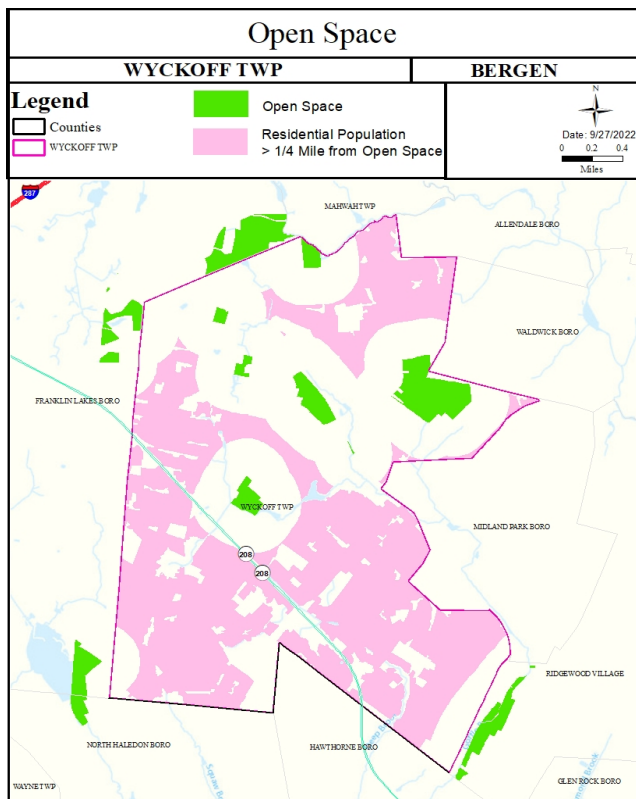 Open Space
WYCKOFF TWP
BERGEN
Legend
Counties
WYCKOFF TWP
Open Space
Residential Population
> 1/4 Mile from Open Space
N
Date: 9/27/2022
0 0.2 0.4
Miles
287
MAHWAH TWP
ALLENDALE BORO
WALDWICK BORO
FRANKLIN LAKES BORO
WYCKOFF TWP
MIDLAND PARK BORO
208
208
RIDGEWOOD VILLAGE
NORTH HALEDON BORO
HAWTHORNE BORO
GLEN ROCK BORO
WAYNE TWP